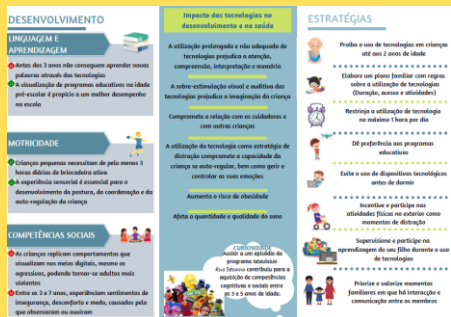 DESENVOLVIMENTO
LINGUAGEM E
APRENDIZAGEM
Antes dos 3 anos não conseguem aprender novas
palavras através das tecnologias
A visualização de programas educativos na idade
pré-escolar é propício a um melhor desempenho
na escola
MOTRICIDADE
Crianças pequenas necessitam de pelo menos 3
horas diárias de brincadeira ativa
A experiência sensorial é essencial para o
desenvolvimento da postura, da coordenação e da
auto-regulação da criança
COMPETÊNCIAS SOCIAIS
As crianças replicam comportamentos que
visualizam nos meios digitais, mesmo os
agressivos, podendo tornar-se adultos mais
violentos
Entre os 3 e 7 anos, experienciam sentimentos de
insegurança, desconforto e medo, causados pelo
que observaram ou ouviram
Impacto das tecnologias no
desenvolvimento e na saúde
A utilização prolongada e não adequada de
tecnologias prejudica a atenção,
compreensão, interpretação e memória
A sobre-estimulação visual e auditiva das
tecnologias prejudica a imaginação da criança
Compromete a relação com os cuidadores e
com outras crianças
A utilização da tecnologia como estratégia de
distração compromete a capacidade da
criança se auto-regular, bem como gerir e
controlar as suas emoções
Aumenta o risco de obesidade
Afeta a quantidade e qualidade do sono
CURIOSIDADE
Assistir a um episódio do
programa televisivo
Rua Sésamo contribui para a
aquisição de competências
cognitivas e sociais entre
os 3 e 5 anos de idade.
ESTRATÉGIAS
Proíba o uso de tecnologias em crianças
até aos 2 anos de idade
Elabore um plano familiar com regras
sobre a utilização de tecnologias
(Duração, acesso e atividades)
Restrinja a utilização de tecnologia
no máximo 1 hora por dia
Dê preferência aos programas
educativos
Evite o uso de dispositivos tecnológicos
antes de dormir
Incentive e participe nas
atividades físicas no exterior como
momentos de distração
Supervisione e participe na
aprendizagem do seu filho durante o uso
de tecnologias
Priorize e valorize momentos
familiares em que há interação e
comunicação entre os membros